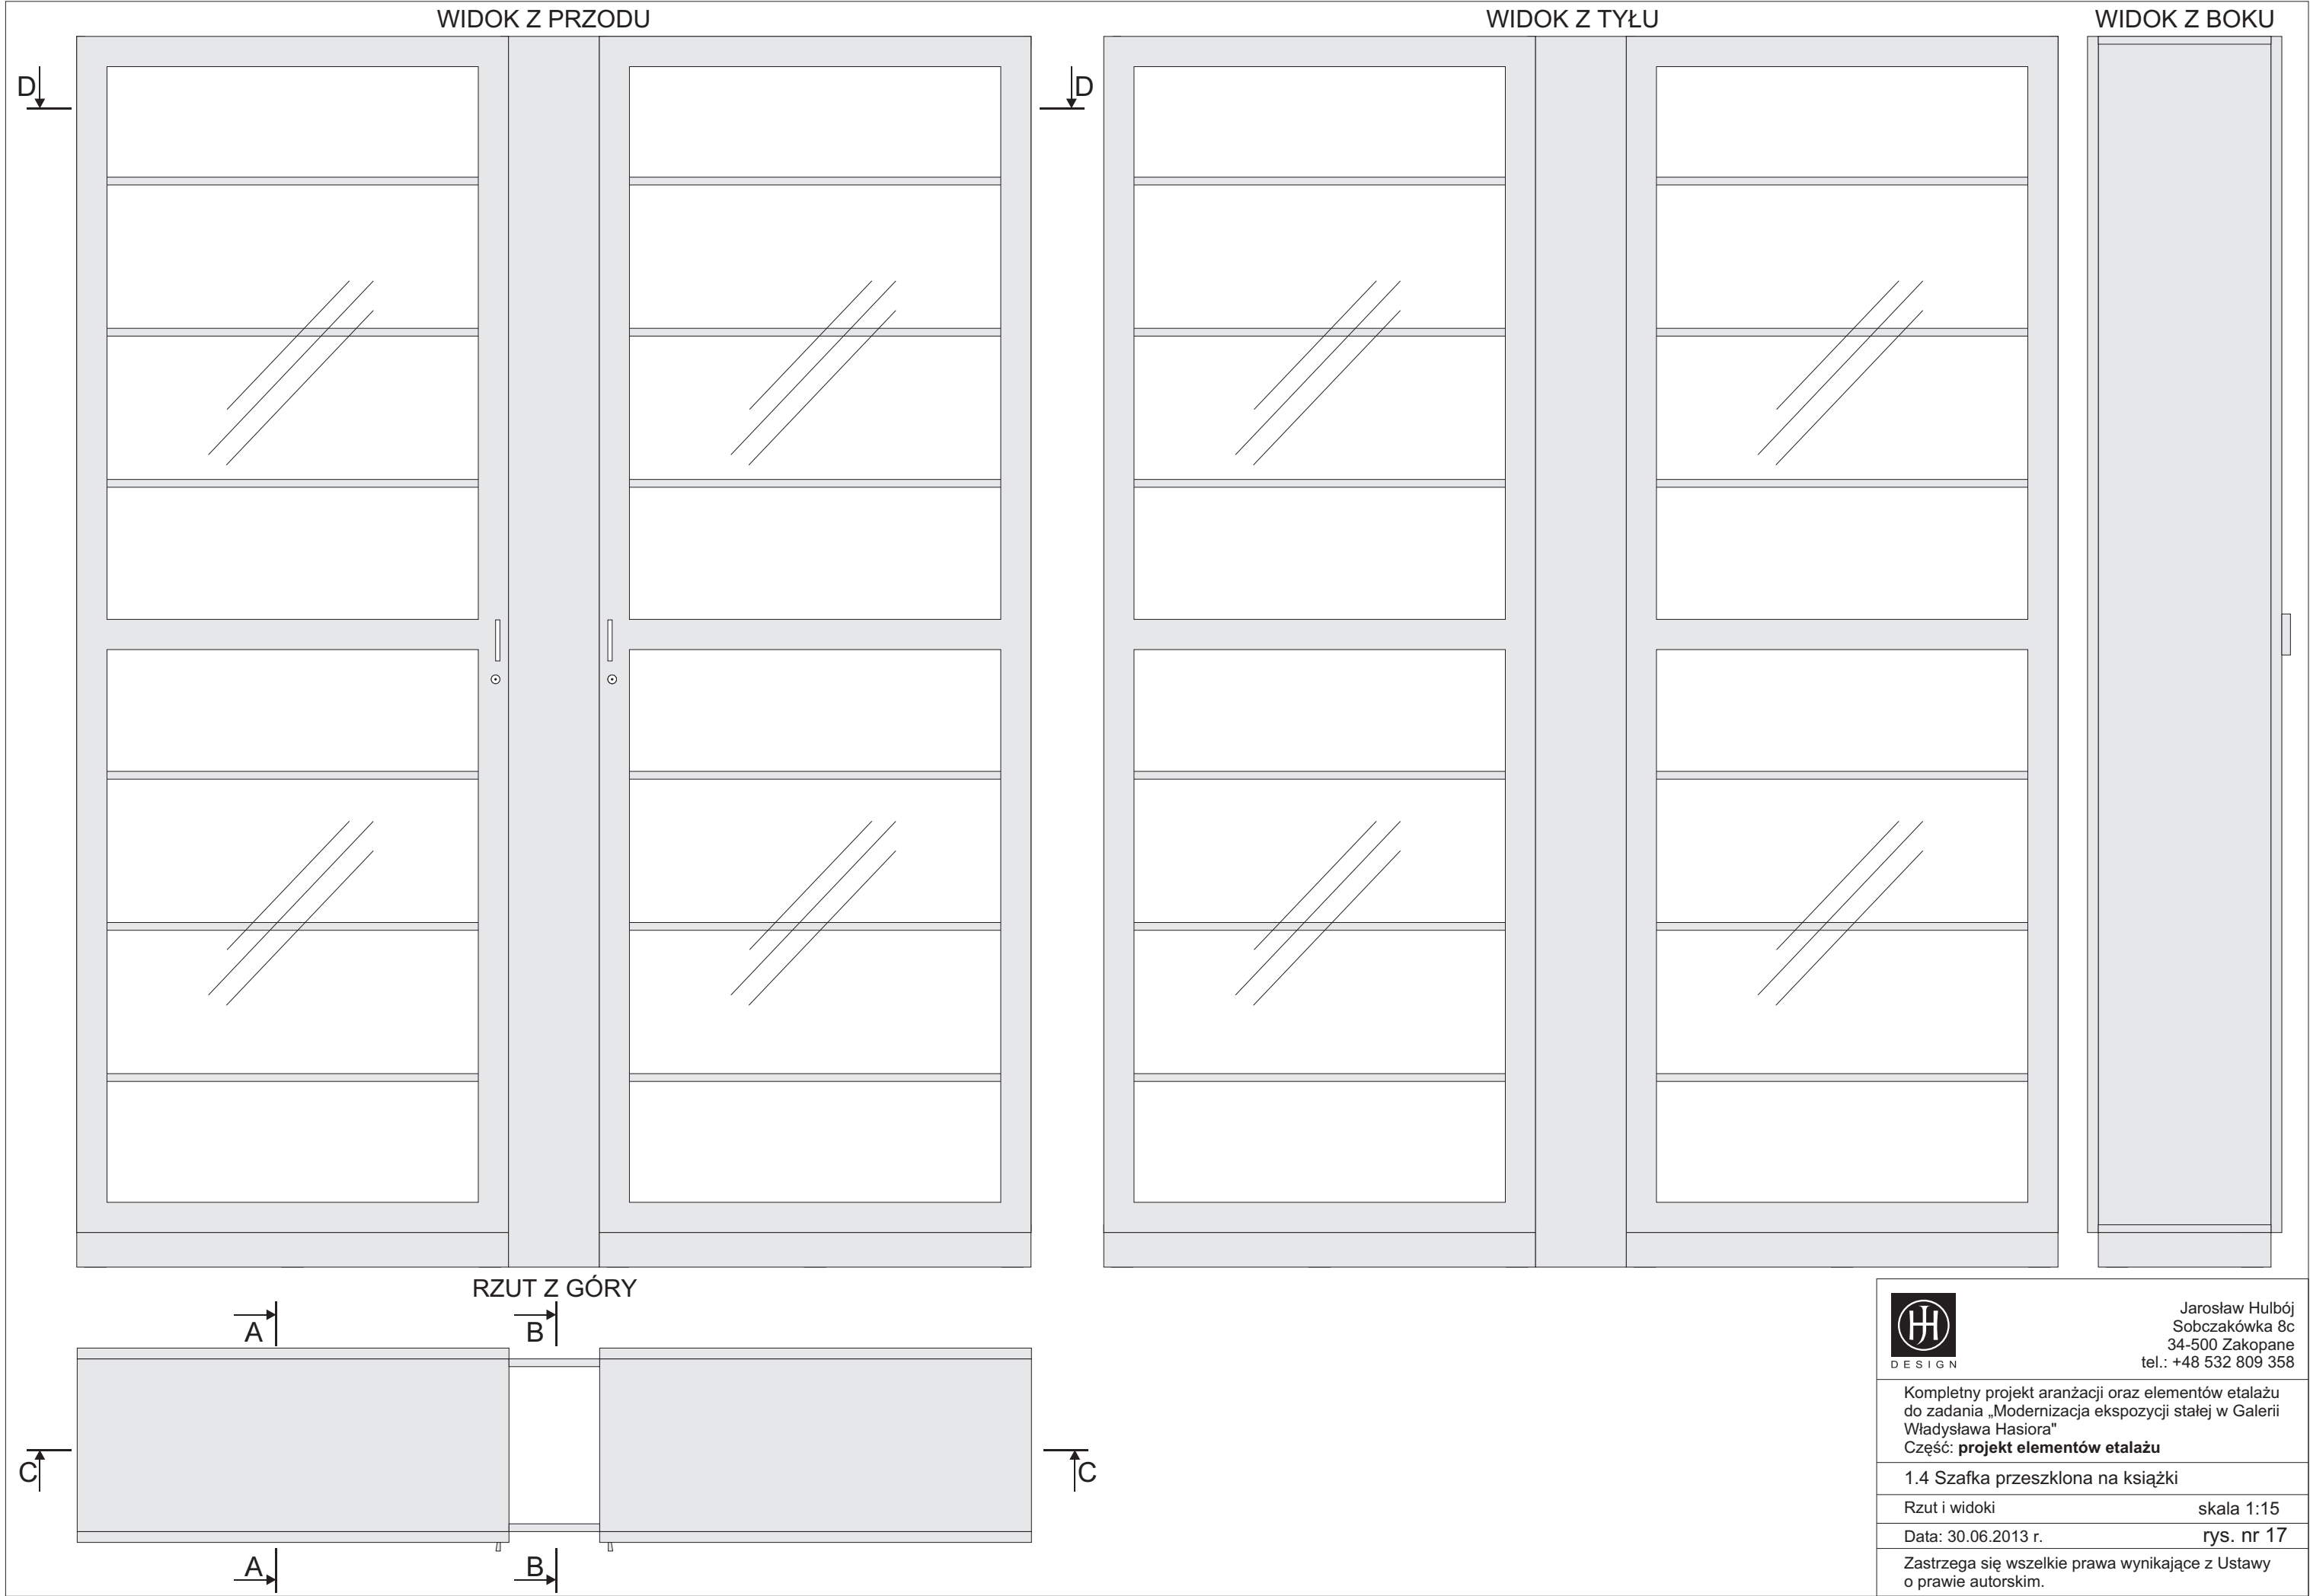 WIDOK Z PRZODU
WIDOK Z TYŁU
WIDOK Z BOKU
D
D
RZUT Z GÓRY
A
B
C
C
A
B
DESIGN
Jarosław Hulbój
Sobczakówka 8c
34-500 Zakopane
tel.: +48 532 809 358
Kompletny projekt aranżacji oraz elementów etalażu
do zadania „Modernizacja ekspozycji stałej w Galerii
Władysława Hasiora"
Część: projekt elementów etalażu
1.4 Szafka przeszklona na książki
Rzut i widoki skala 1:15
Data: 30.06.2013 r. rys. nr 17
Zastrzega się wszelkie prawa wynikające z Ustawy
o prawie autorskim.